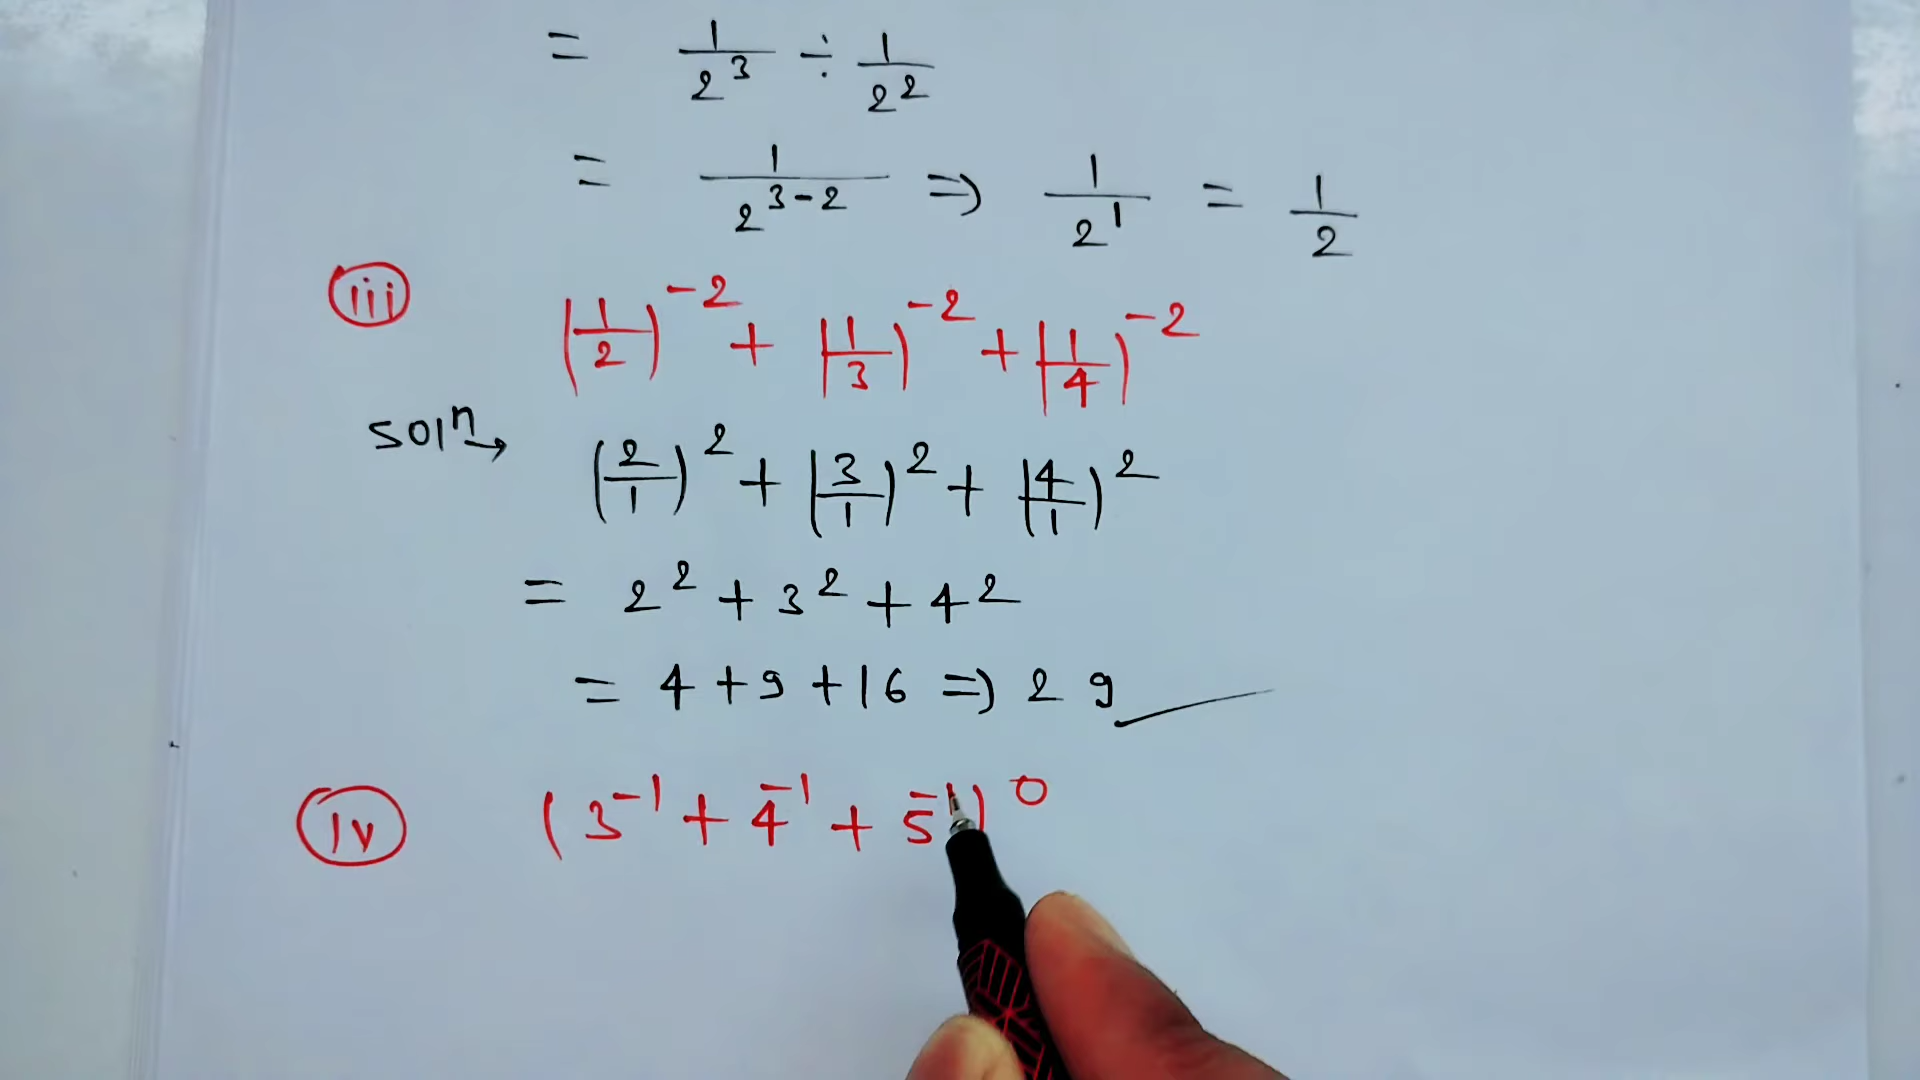 = 1/2³ ÷ 1/2²
= 1/2³⁻² ⇒ 1/2¹ = 1/2
(iii) (1/2)⁻² + (1/3)⁻² + (1/4)⁻²
Solⁿ→ (2/1)² + (3/1)² + (4/1)²
= 2² + 3² + 4²
= 4 + 9 + 16 ⇒ 29
(iv) (3⁻¹ + 4⁻¹ + 5⁻¹)⁰